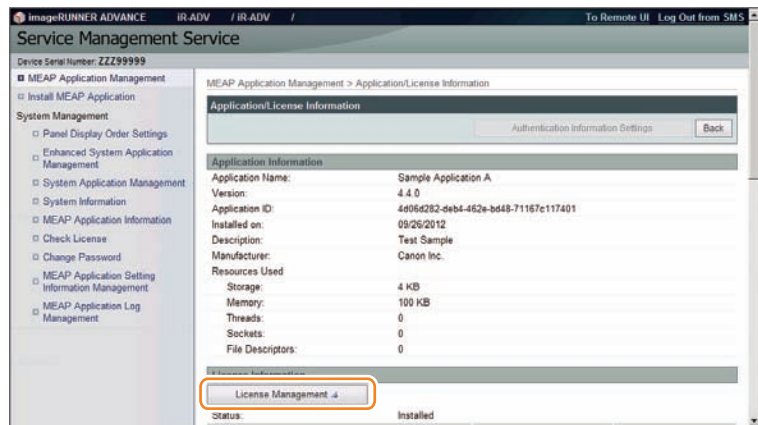 imageRUNNER ADVANCE iR-ADV / iR-ADV / To Remote UI Log Out from SMS
Service Management Service
Device Serial Number: ZZZ99999
MEAP Application Management
Install MEAP Application
System Management
Panel Display Order Settings
Enhanced System Application
Management
System Application Management
System Information
MEAP Application Information
Check License
Change Password
MEAP Application Setting
Information Management
MEAP Application Log
Management
MEAP Application Management > Application/License Information
Application/License Information
Authentication Information Settings Back
Application Information
Application Name: Sample Application A
Version: 4.4.0
Application ID: 4d06d282-deb4-462e-bd48-71167c117401
Installed on: 09/26/2012
Description: Test Sample
Manufacturer: Canon Inc.
Resources Used
Storage: 4 KB
Memory: 100 KB
Threads: 0
Sockets: 0
File Descriptors: 0
License Information
License Management
Status: Installed